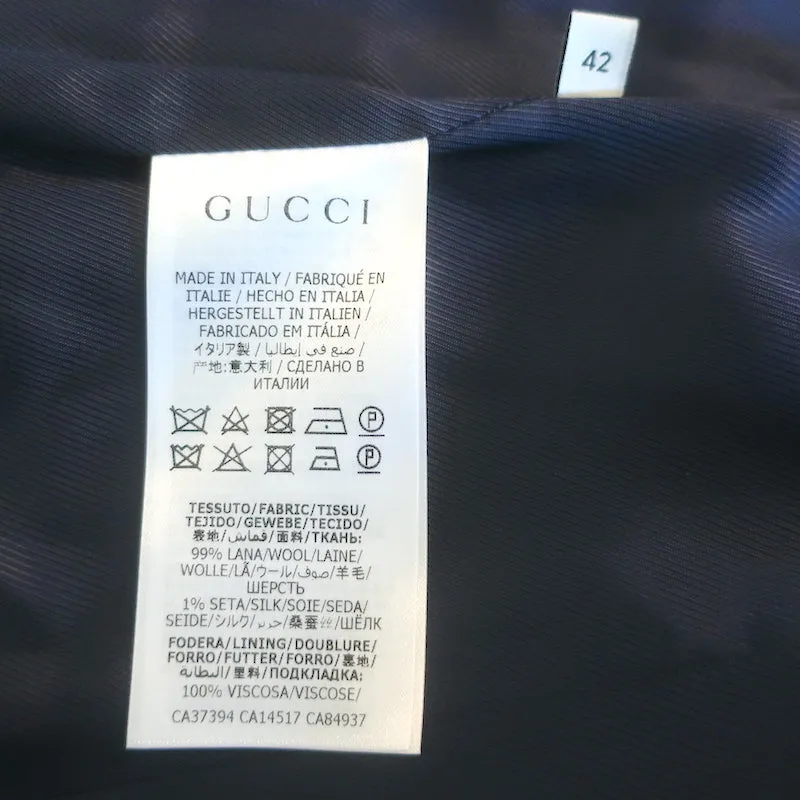 42
GUCCI
MADE IN ITALY / FABRIQUÉ EN
ITALIE / HECHO EN ITALIA /
HERGESTELLT IN ITALIEN /
FABRICADO EM ITÁLIA /
イタリア製 / صنع في إيطاليا /
产地:意大利 / СДЕЛАНО В
ИТАЛИИ
P
P
TESSUTO/FABRIC/TISSU/
TEJIDO/GEWEBE/TECIDO/
表地/قماش/面料/ТКАНЬ:
99% LANA/WOOL/LAINE/
WOLLE/LÃ/ウール/صوف/羊毛/
ШЕРСТЬ
1% SETA/SILK/SOIE/SEDA/
SEIDE/シルク/حرير/桑蚕丝/ШЁЛК
FODERA/LINING/DOUBLURE/
FORRO/FUTTER/FORRO/裏地/
البطانة/里料/ПОДКЛАДКА:
100% VISCOSA/VISCOSE/
CA37394 CA14517 CA84937